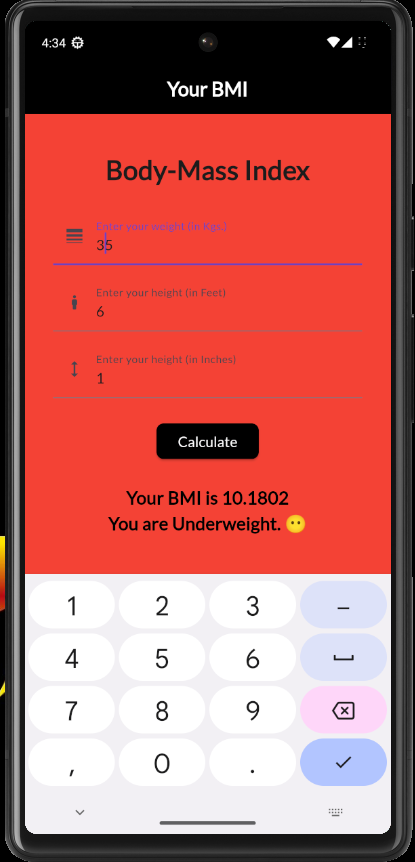 4:34
Your BMI
Body-Mass Index
Enter your weight (in Kgs.)
35
Enter your height (in Feet)
6
Enter your height (in Inches)
1
Calculate
Your BMI is 10.1802
You are Underweight. 😶
1 2 3 –
4 5 6
7 8 9
, 0 .